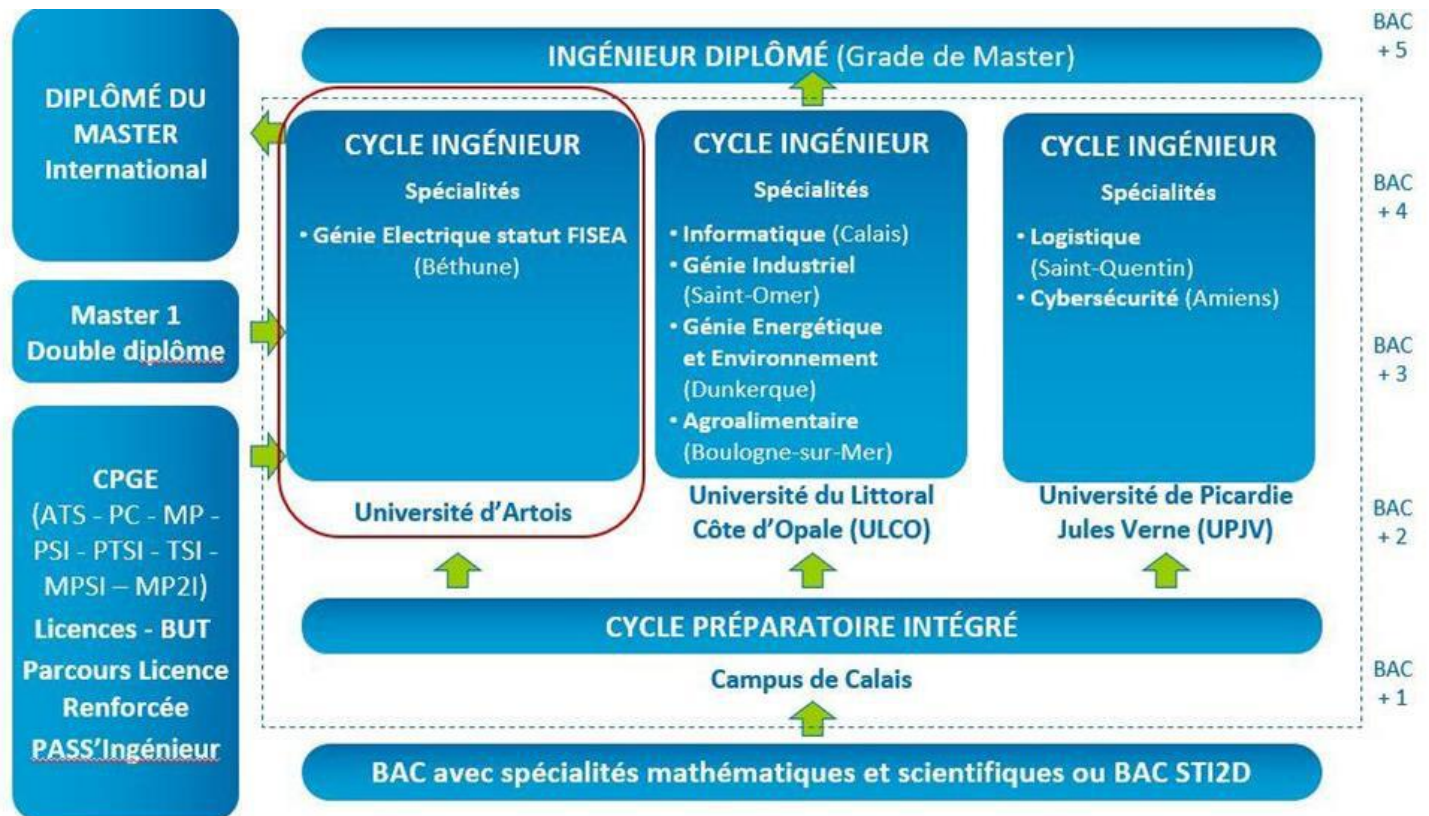 INGÉNIEUR DIPLÔMÉ (Grade de Master)
DIPLÔMÉ DU
MASTER
International
Master 1
Double diplôme
CPGE
(ATS - PC - MP -
PSI - PTSI - TSI -
MPSI – MP2I)
Licences - BUT
Parcours Licence
Renforcée
PASS’Ingénieur
CYCLE INGÉNIEUR
Spécialités
• Génie Electrique statut FISEA
(Béthune)
Université d’Artois
CYCLE INGÉNIEUR
Spécialités
• Informatique (Calais)
• Génie Industriel
(Saint-Omer)
• Génie Energétique
et Environnement
(Dunkerque)
• Agroalimentaire
(Boulogne-sur-Mer)
Université du Littoral
Côte d’Opale (ULCO)
CYCLE INGÉNIEUR
Spécialités
• Logistique
(Saint-Quentin)
• Cybersécurité (Amiens)
Université de Picardie
Jules Verne (UPJV)
CYCLE PRÉPARATOIRE INTÉGRÉ
Campus de Calais
BAC avec spécialités mathématiques et scientifiques ou BAC STI2D
BAC
+ 5
BAC
+ 4
BAC
+ 3
BAC
+ 2
BAC
+ 1